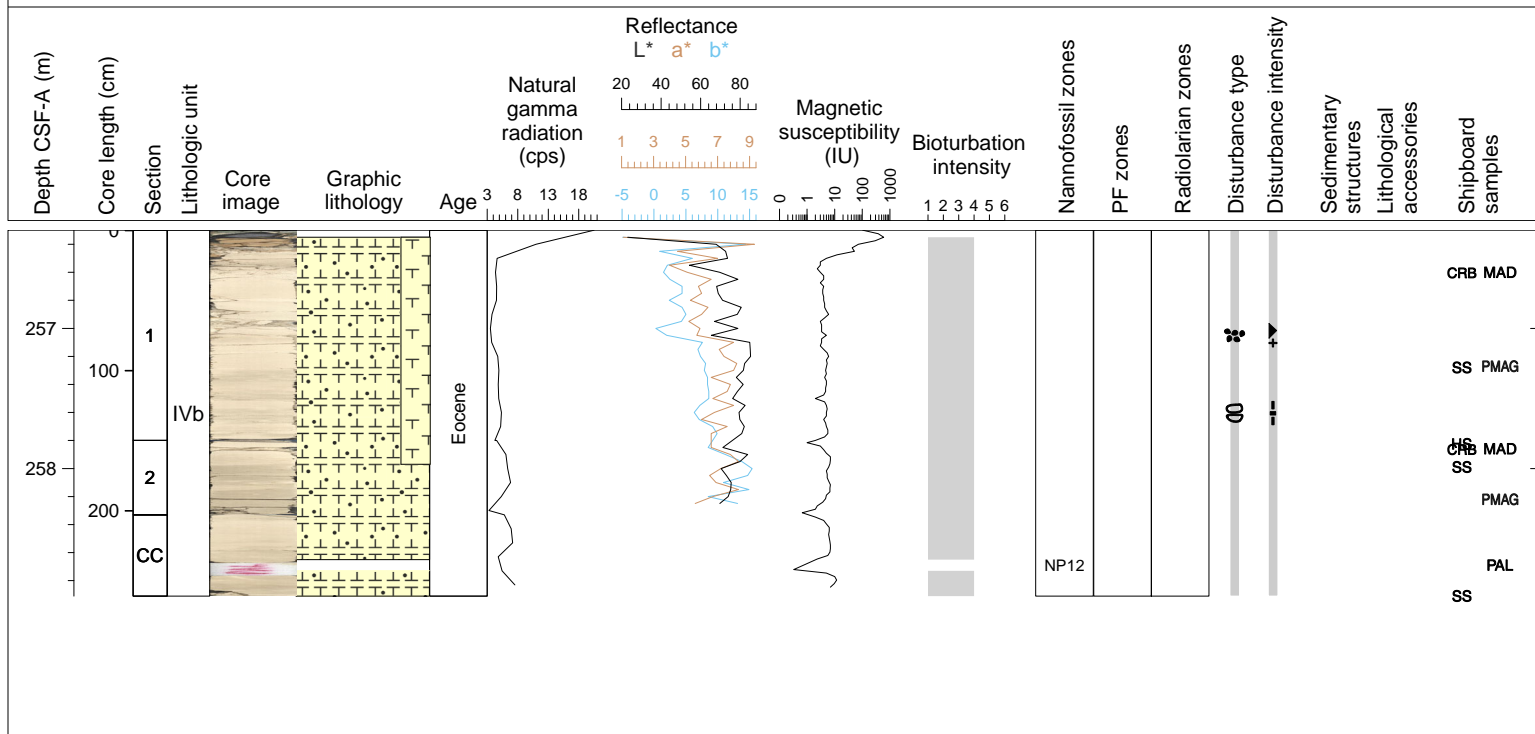 Depth CSF-A (m)
Core length (cm)
Section
Lithologic unit
Core
image
Graphic
lithology
Age
Natural
gamma
radiation
(cps)
3 8 13 18
Reflectance
L* a* b*
20 40 60 80
1 3 5 7 9
-5 0 5 10 15
Magnetic
susceptibility
(IU)
0 1 10 100 1000
Bioturbation
intensity
1 2 3 4 5 6
Nannofossil zones
PF zones
Radiolarian zones
Disturbance type
Disturbance intensity
Sedimentary
structures
Lithological
accessories
Shipboard
samples
0
CRB MAD
257
1
100
SS PMAG
IVb
Eocene
HS
CRB MAD
258
2
SS
PMAG
200
CC
NP12
PAL
SS